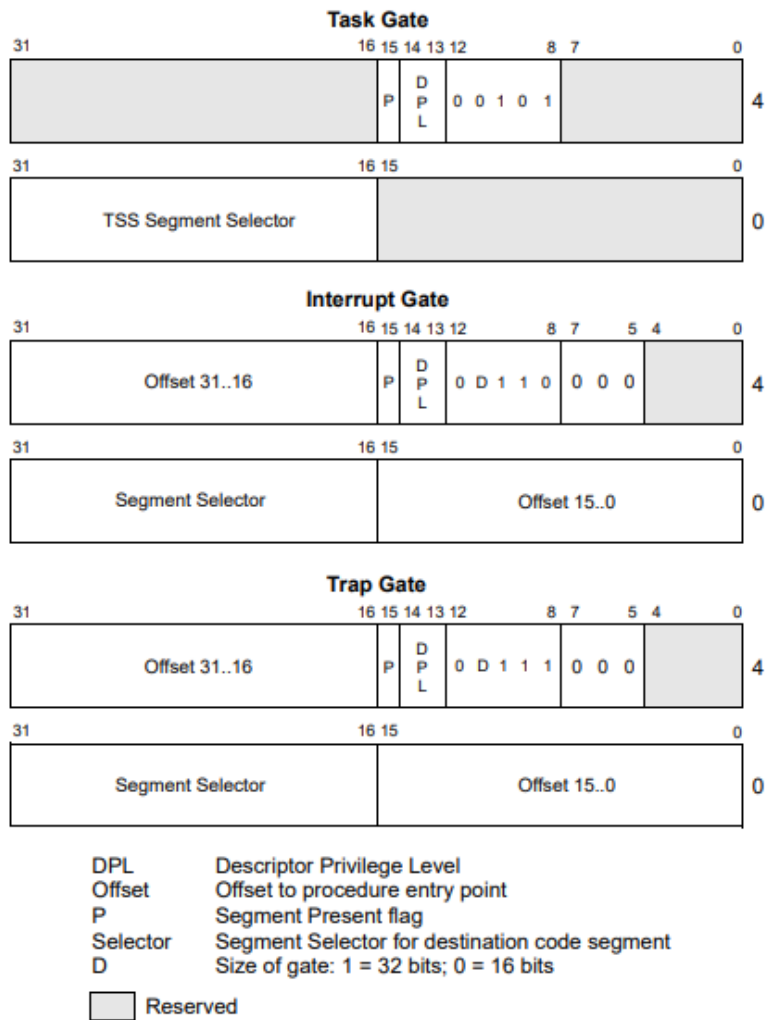 Task Gate
31 16 15 14 13 12 8 7 0
P D P L 0 0 1 0 1 4
31 16 15 0
TSS Segment Selector 0
Interrupt Gate
31 16 15 14 13 12 8 7 5 4 0
Offset 31..16 P D P L 0 D 1 1 0 0 0 0 4
31 16 15 0
Segment Selector Offset 15..0 0
Trap Gate
31 16 15 14 13 12 8 7 5 4 0
Offset 31..16 P D P L 0 D 1 1 1 0 0 0 4
31 16 15 0
Segment Selector Offset 15..0 0
DPL Descriptor Privilege Level
Offset Offset to procedure entry point
P Segment Present flag
Selector Segment Selector for destination code segment
D Size of gate: 1 = 32 bits; 0 = 16 bits
Reserved